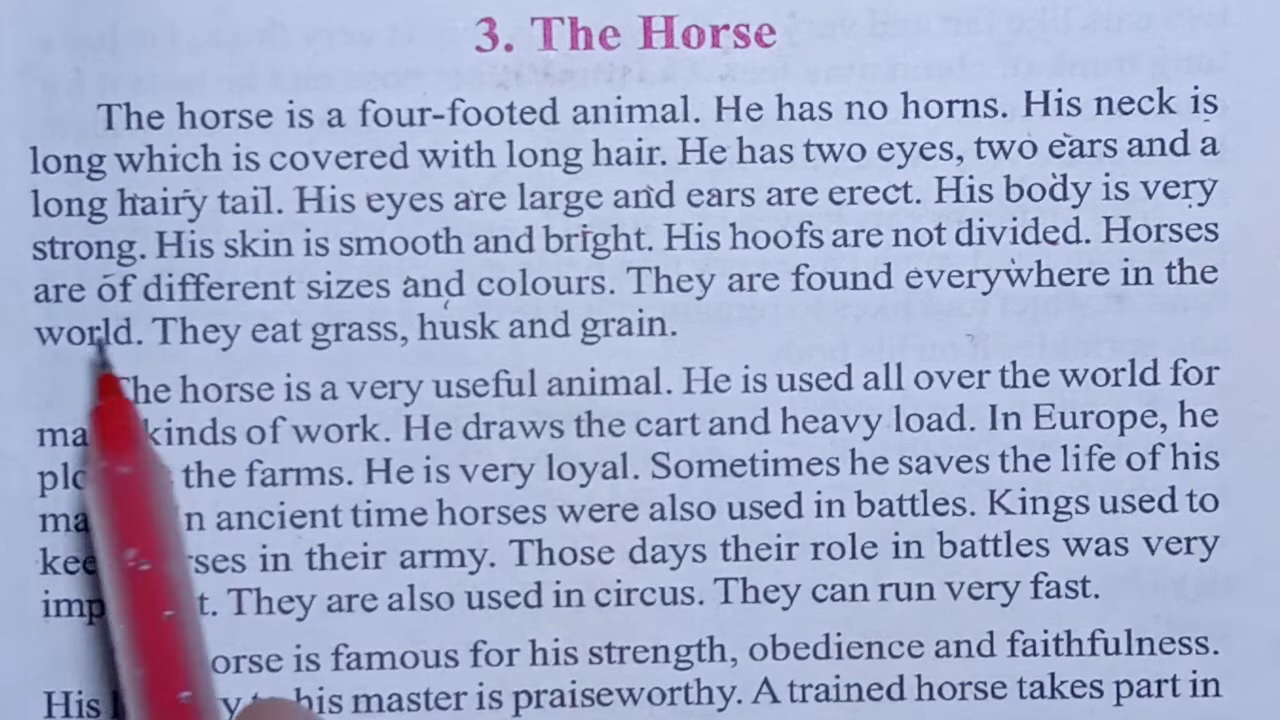 3. The Horse
The horse is a four-footed animal. He has no horns. His neck is
long which is covered with long hair. He has two eyes, two ears and a
long hairy tail. His eyes are large and ears are erect. His body is very
strong. His skin is smooth and bright. His hoofs are not divided. Horses
are of different sizes and colours. They are found everywhere in the
world. They eat grass, husk and grain.
The horse is a very useful animal. He is used all over the world for
kinds of work. He draws the cart and heavy load. In Europe, he
the farms. He is very loyal. Sometimes he saves the life of his
ancient time horses were also used in battles. Kings used to
in their army. Those days their role in battles was very
They are also used in circus. They can run very fast.
is famous for his strength, obedience and faithfulness.
His his master is praiseworthy. A trained horse takes part in